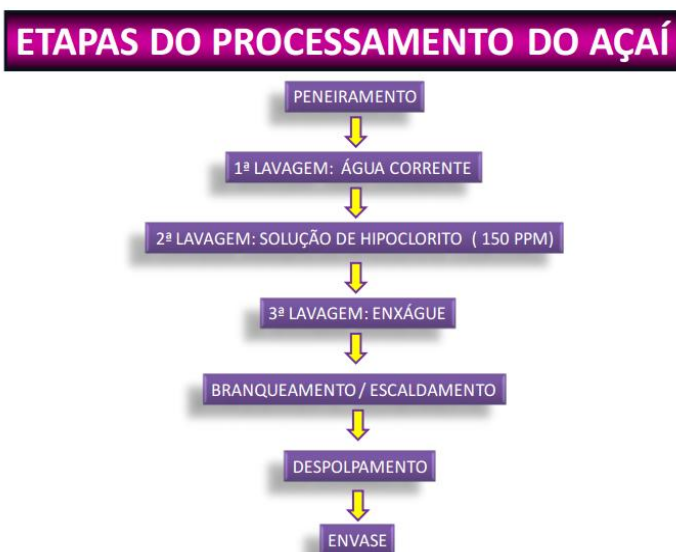 ETAPAS DO PROCESSAMENTO DO AÇAÍ
PENEIRAMENTO
1ª LAVAGEM: ÁGUA CORRENTE
2ª LAVAGEM: SOLUÇÃO DE HIPOCLORITO ( 150 PPM)
3ª LAVAGEM: ENXÁGUE
BRANQUEAMENTO / ESCALDAMENTO
DESPOLPAMENTO
ENVASE